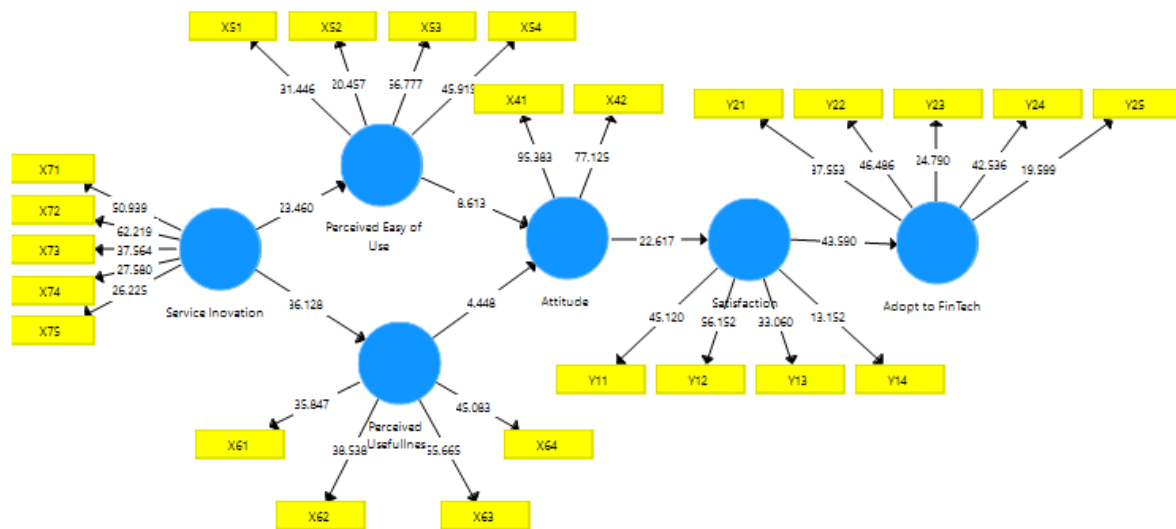 X51
X52
X53
X54
31.446
20.457
56.777
45.915
X41
X42
95.383
77.125
Y21
Y22
Y23
Y24
Y25
37.553
46.486
24.790
42.536
19.599
X71
X72
X73
X74
X75
50.939
62.219
37.564
27.580
26.225
Service Inovation
23.460
36.128
Perceived Easy of
Use
8.613
4.448
Attitude
22.617
Satisfaction
43.590
Adopt to FinTech
45.120
56.152
33.060
13.152
Y11
Y12
Y13
Y14
Perceived
Usefullnes
35.847
38.538
45.083
X61
X62
X63
X64